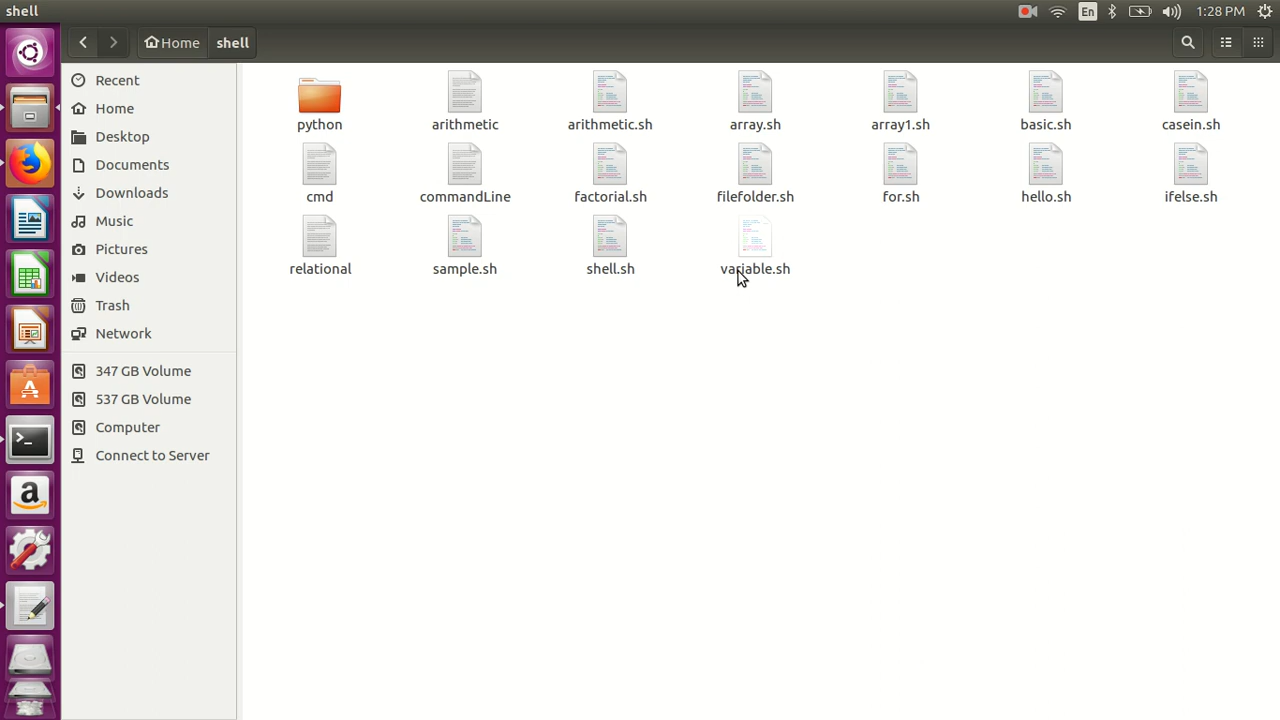 shell
En
1:28 PM
Home
shell
Recent
Home
Desktop
Documents
Downloads
Music
Pictures
Videos
Trash
Network
347 GB Volume
537 GB Volume
Computer
Connect to Server
python
arithmetic
arithmetic.sh
array.sh
array1.sh
basic.sh
casein.sh
cmd
commandLine
factorial.sh
filefolder.sh
for.sh
hello.sh
ifelse.sh
relational
sample.sh
shell.sh
variable.sh